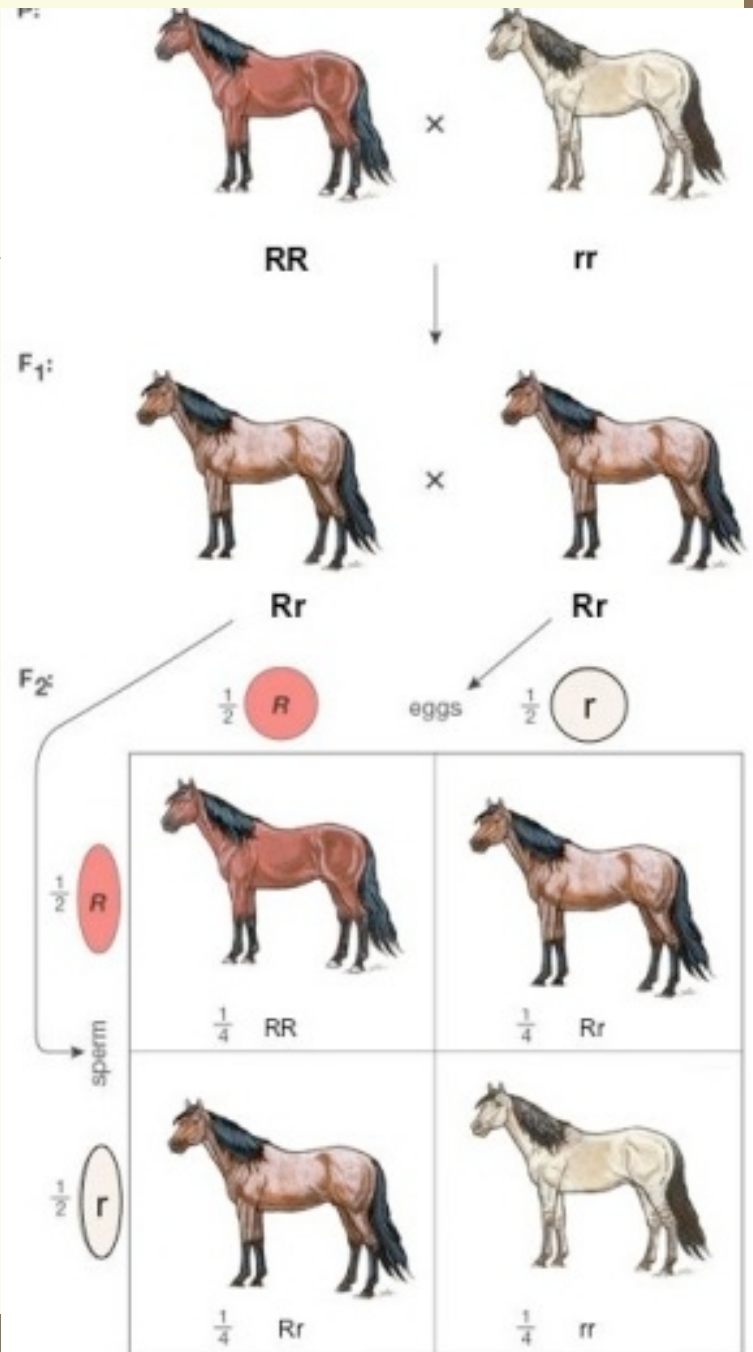 P:
×
RR rr
F1:
×
Rr Rr
F2:
1/2 R eggs 1/2 r
1/2 R
1/4 RR 1/4 Rr
sperm
1/2 r
1/4 Rr 1/4 rr